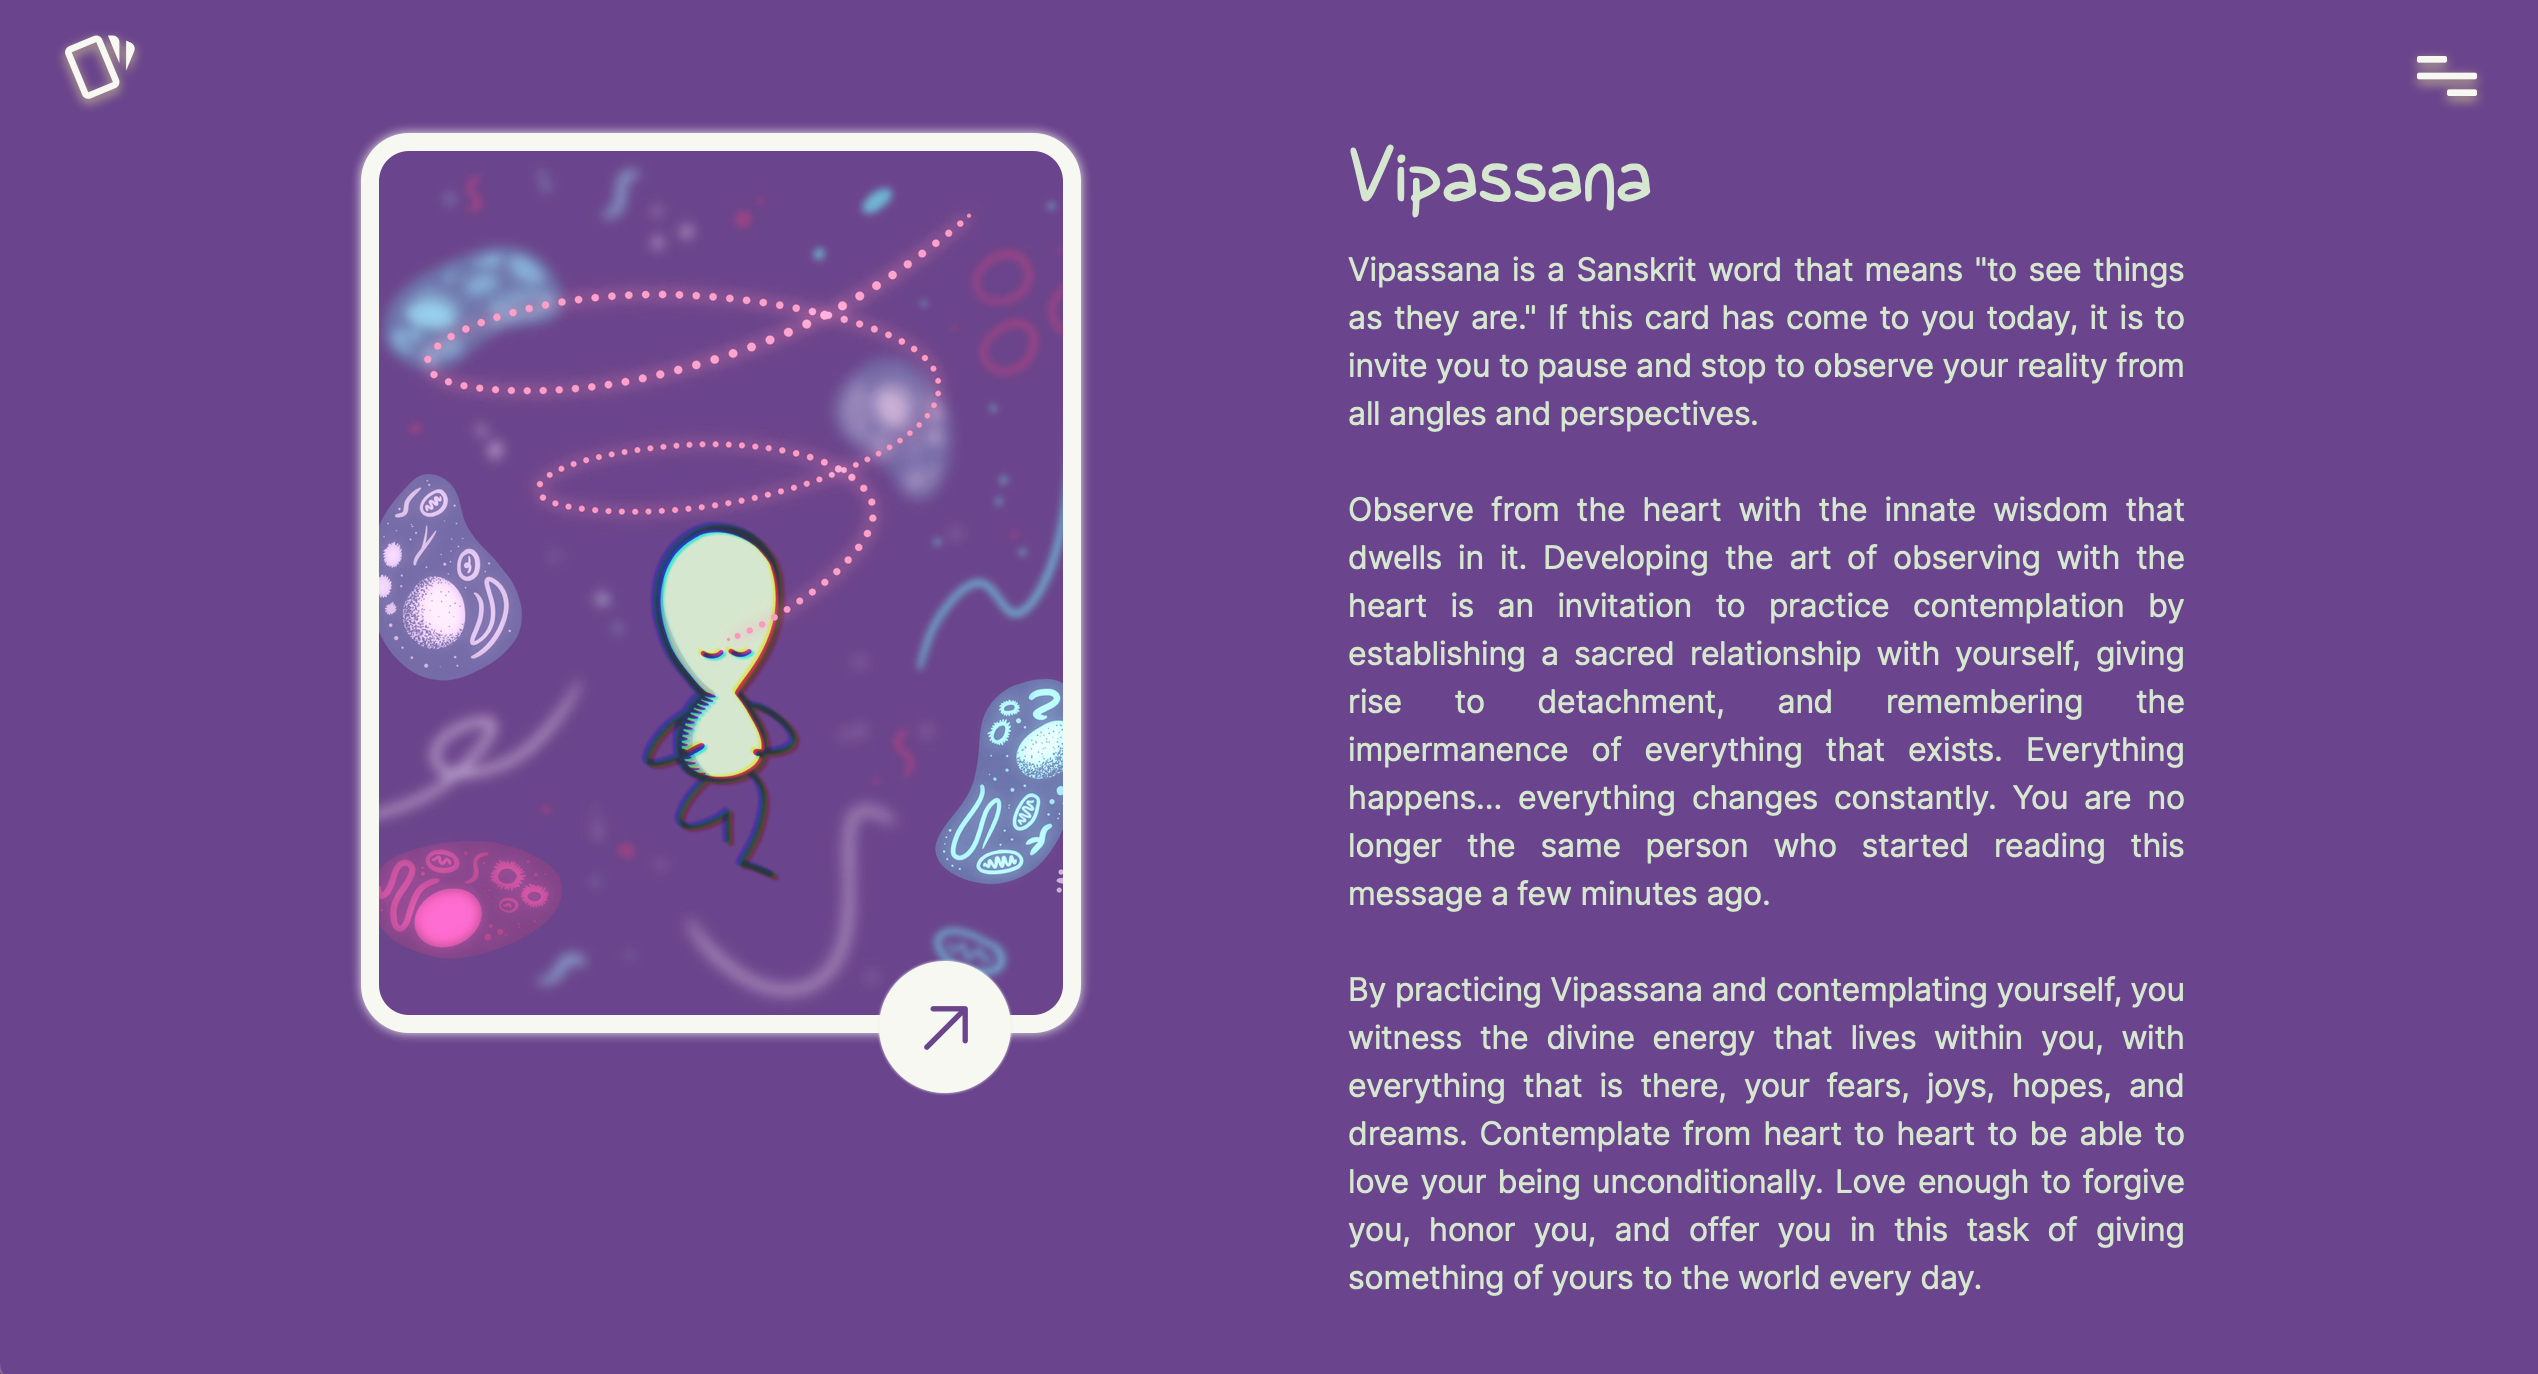 Vipassana
Vipassana is a Sanskrit word that means "to see things
as they are." If this card has come to you today, it is to
invite you to pause and stop to observe your reality from
all angles and perspectives.
Observe from the heart with the innate wisdom that
dwells in it. Developing the art of observing with the
heart is an invitation to practice contemplation by
establishing a sacred relationship with yourself, giving
rise to detachment, and remembering the
impermanence of everything that exists. Everything
happens... everything changes constantly. You are no
longer the same person who started reading this
message a few minutes ago.
By practicing Vipassana and contemplating yourself, you
witness the divine energy that lives within you, with
everything that is there, your fears, joys, hopes, and
dreams. Contemplate from heart to heart to be able to
love your being unconditionally. Love enough to forgive
you, honor you, and offer you in this task of giving
something of yours to the world every day.